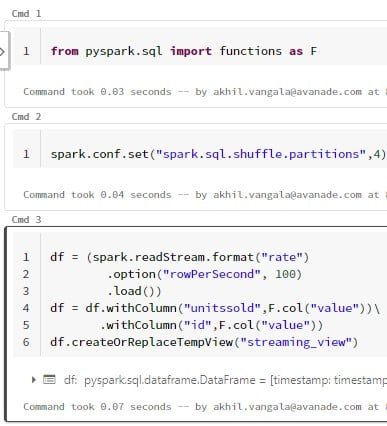 Cmd 1
1 from pyspark.sql import functions as F
Command took 0.03 seconds -- by akhil.vangala@avanade.com at
Cmd 2
1 spark.conf.set("spark.sql.shuffle.partitions",4)
Command took 0.04 seconds -- by akhil.vangala@avanade.com at
Cmd 3
1 df = (spark.readStream.format("rate")
2 .option("rowPerSecond", 100)
3 .load())
4 df = df.withColumn("unitssold",F.col("value"))\
5 .withColumn("id",F.col("value"))
6 df.createOrReplaceTempView("streaming_view")
df: pyspark.sql.dataframe.DataFrame = [timestamp: timestamp
Command took 0.07 seconds -- by akhil.vangala@avanade.com at